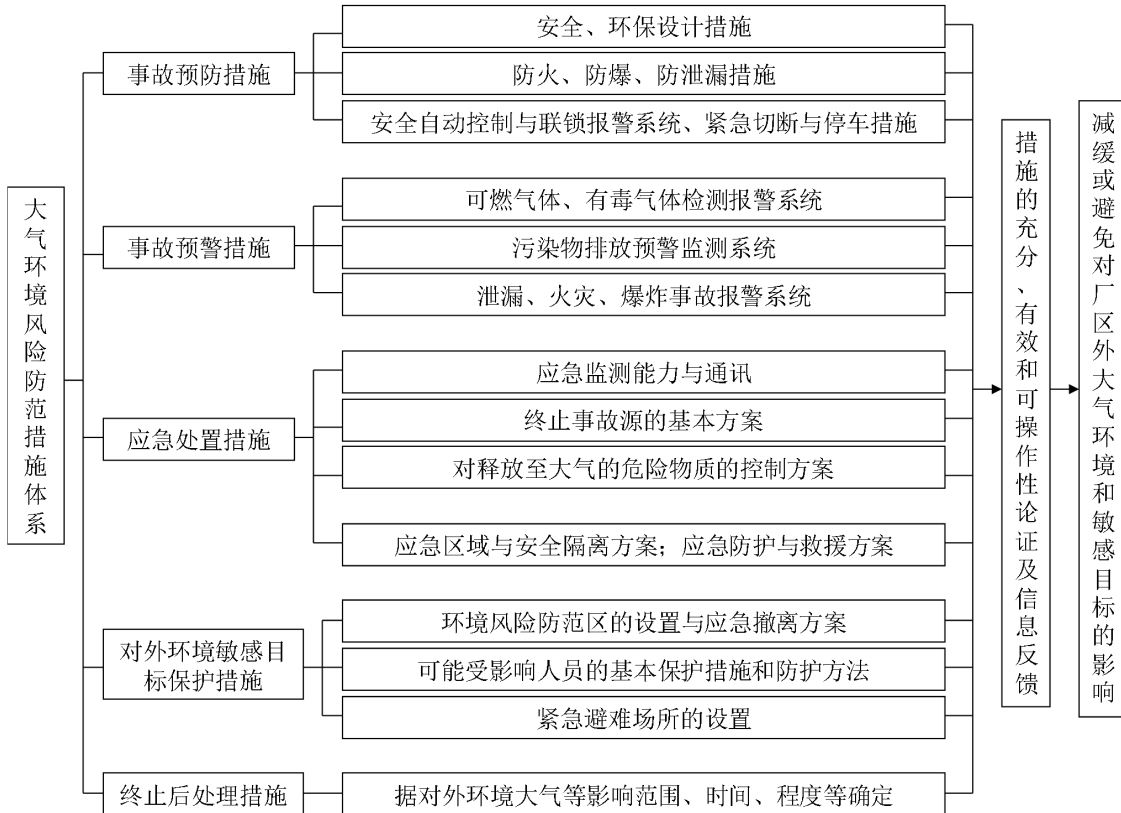 大气环境风险防范措施体系
事故预防措施
安全、环保设计措施
防火、防爆、防泄漏措施
安全自动控制与联锁报警系统、紧急切断与停车措施
事故预警措施
可燃气体、有毒气体检测报警系统
污染物排放预警监测系统
泄漏、火灾、爆炸事故报警系统
应急处置措施
应急监测能力与通讯
终止事故源的基本方案
对释放至大气的危险物质的控制方案
应急区域与安全隔离方案；应急防护与救援方案
对外环境敏感目
标保护措施
环境风险防范区的设置与应急撤离方案
可能受影响人员的基本保护措施和防护方法
紧急避难场所的设置
终止后处理措施
据对外环境大气等影响范围、时间、程度等确定
措施的充分、有效和可操作性论证及信息反馈
减缓或避免对厂区外大气环境和敏感目标的影响